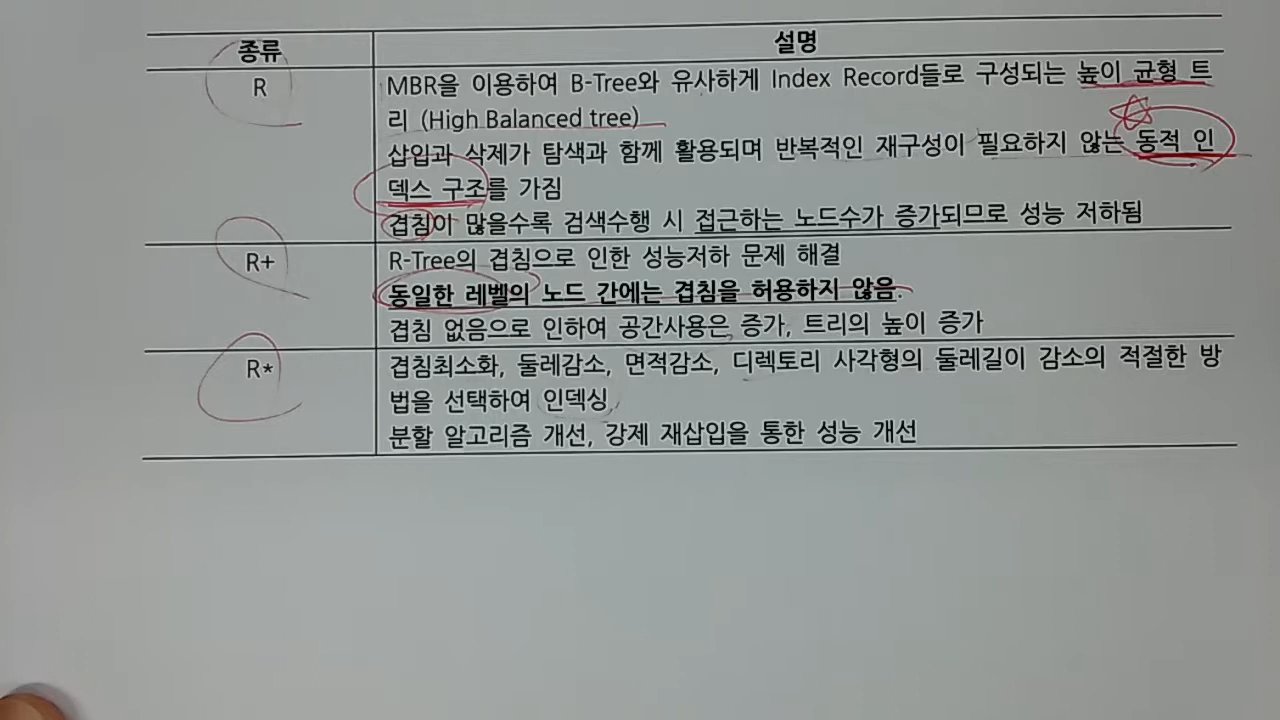 종류 설명
R MBR을 이용하여 B-Tree와 유사하게 Index Record들로 구성되는 높이 균형 트
리 (High Balanced tree)
삽입과 삭제가 탐색과 함께 활용되며 반복적인 재구성이 필요하지 않는 동적 인
덱스 구조를 가짐
겹침이 많을수록 검색수행 시 접근하는 노드수가 증가되므로 성능 저하됨
R+ R-Tree의 겹침으로 인한 성능저하 문제 해결
동일한 레벨의 노드 간에는 겹침을 허용하지 않음.
겹침 없음으로 인하여 공간사용은 증가, 트리의 높이 증가
R* 겹침최소화, 둘레감소, 면적감소, 디렉토리 사각형의 둘레길이 감소의 적절한 방
법을 선택하여 인덱싱
분할 알고리즘 개선, 강제 재삽입을 통한 성능 개선